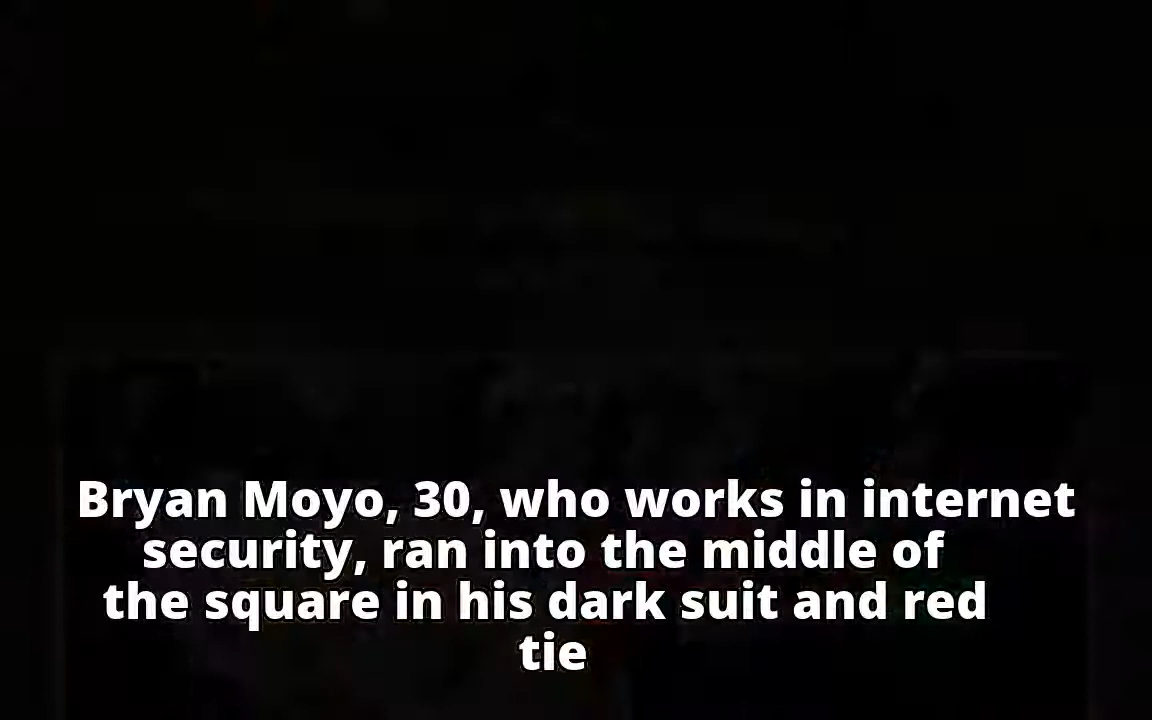 Bryan Moyo, 30, who works in internet
security, ran into the middle of
the square in his dark suit and red
tie